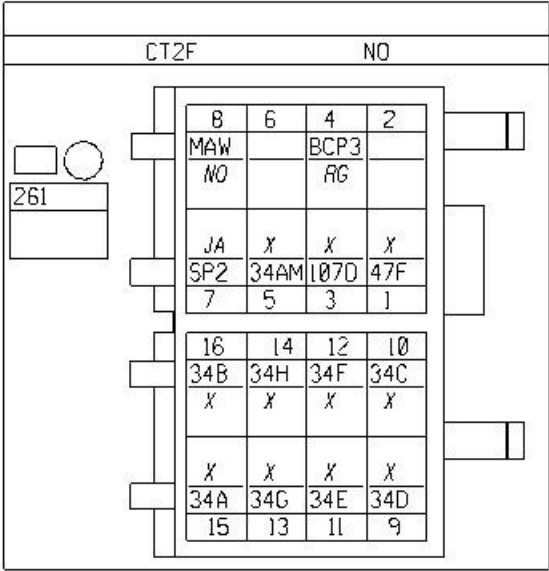 CT2F NO
8 6 4 2
MAW BCP3
NO RG
261
JA X X X
SP2 34AM 107D 47F
7 5 3 1
16 14 12 10
34B 34H 34F 34C
X X X X
X X X X
34A 34G 34E 34D
15 13 11 9